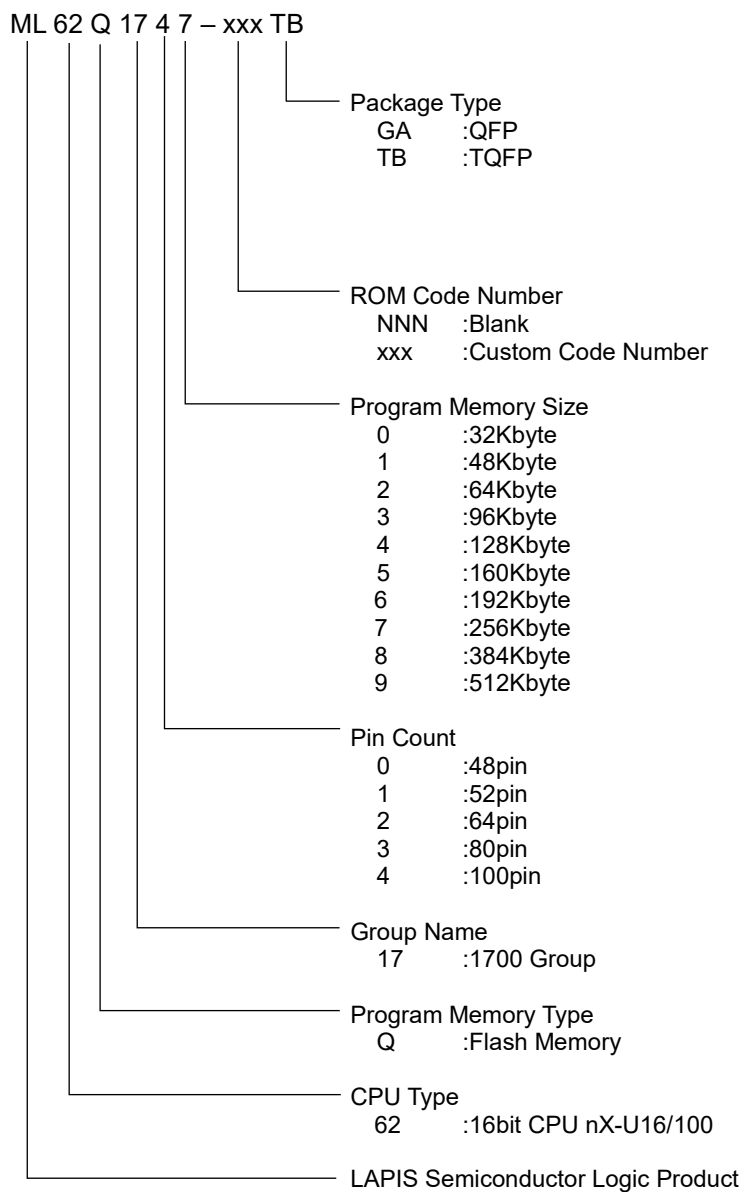 ML 62 Q 17 4 7 – xxx TB
Package Type
GA :QFP
TB :TQFP
ROM Code Number
NNN :Blank
xxx :Custom Code Number
Program Memory Size
0 :32Kbyte
1 :48Kbyte
2 :64Kbyte
3 :96Kbyte
4 :128Kbyte
5 :160Kbyte
6 :192Kbyte
7 :256Kbyte
8 :384Kbyte
9 :512Kbyte
Pin Count
0 :48pin
1 :52pin
2 :64pin
3 :80pin
4 :100pin
Group Name
17 :1700 Group
Program Memory Type
Q :Flash Memory
CPU Type
62 :16bit CPU nX-U16/100
LAPIS Semiconductor Logic Product